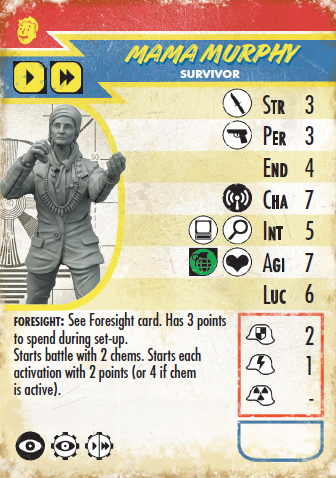 MAMA MURPHY
SURVIVOR
STR 3
PER 3
END 4
CHA 7
INT 5
AGI 7
LUC 6
50
FORESIGHT: See Foresight card. Has 3 points
to spend during set-up.
Starts battle with 2 chems. Starts each
activation with 2 points (or 4 if chem
is active).
2
1
-